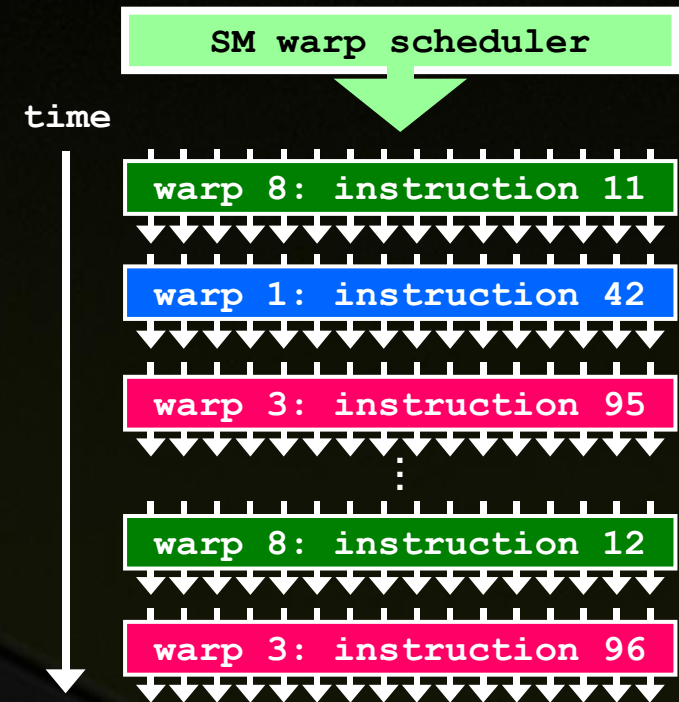 SM warp scheduler
time
warp 8: instruction 11
warp 1: instruction 42
warp 3: instruction 95
⋮
warp 8: instruction 12
warp 3: instruction 96